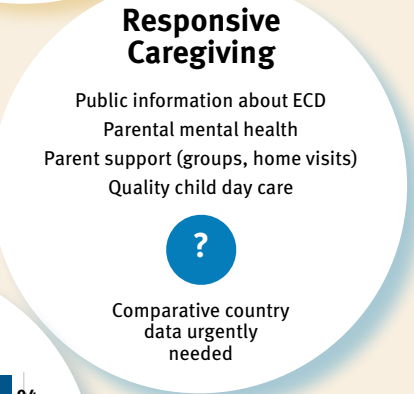 Responsive
Caregiving
Public information about ECD
Parental mental health
Parent support (groups, home visits)
Quality child day care
?
Comparative country
data urgently
needed